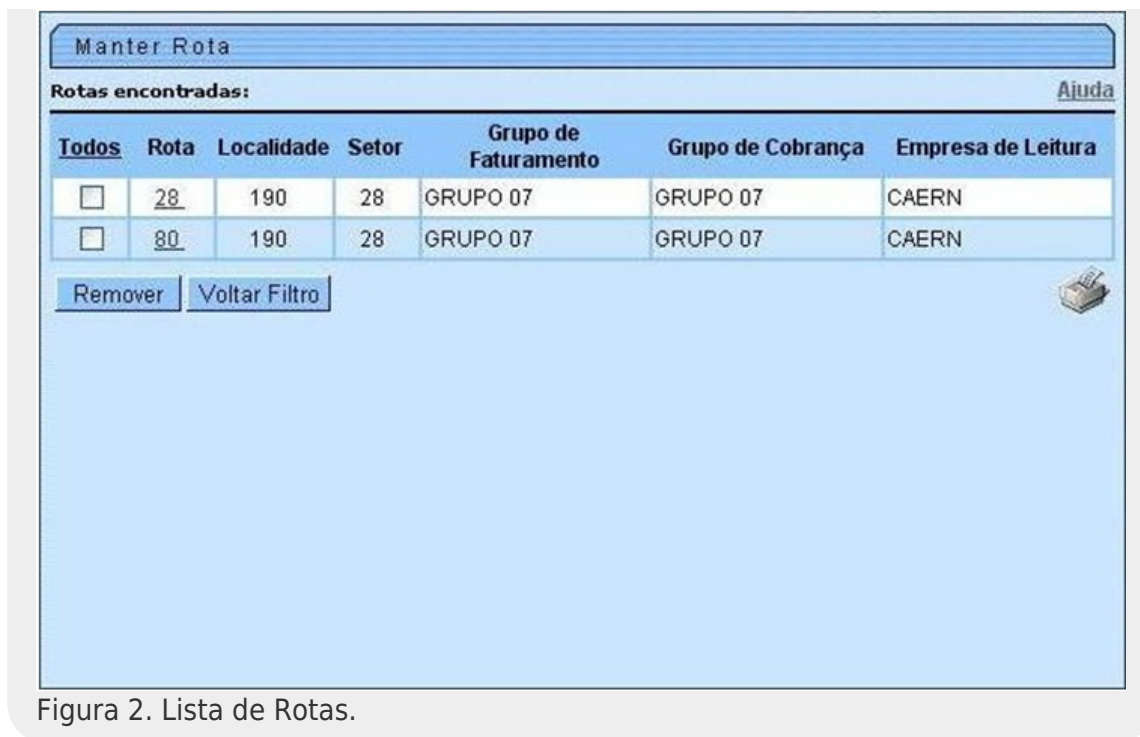 Manter Rota
Rotas encontradas: Ajuda
Todos Rota Localidade Setor Grupo de Faturamento Grupo de Cobrança Empresa de Leitura
28 190 28 GRUPO 07 GRUPO 07 CAERN
80 190 28 GRUPO 07 GRUPO 07 CAERN
Remover Voltar Filtro
Figura 2. Lista de Rotas.